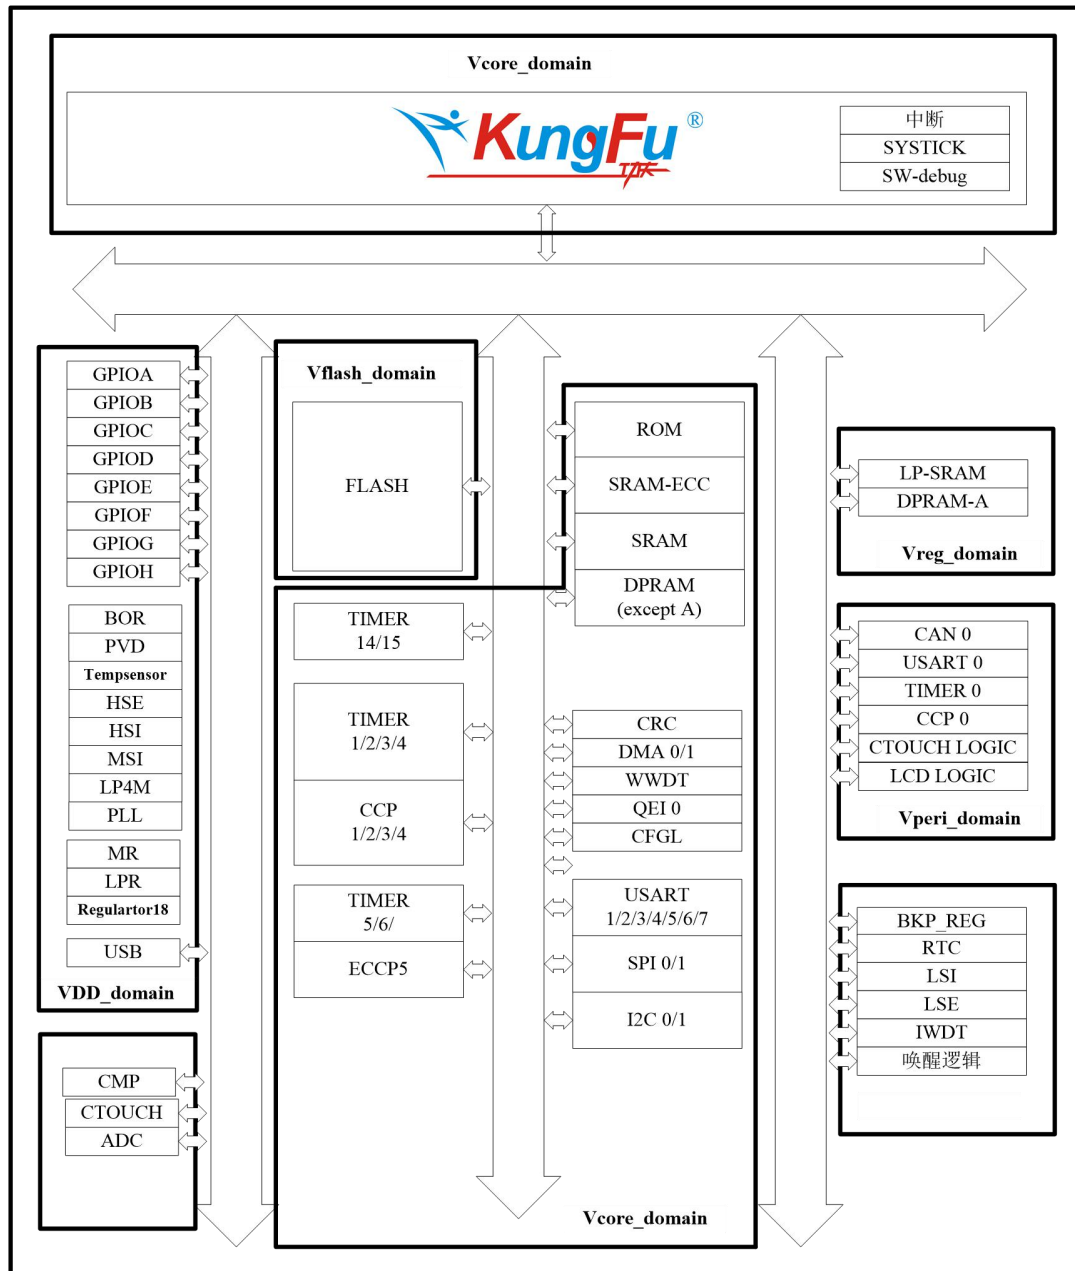 Vcore_domain
KungFu®
功夫
中断
SYSTICK
SW-debug
GPIOA
GPIOB
GPIOC
GPIOD
GPIOE
GPIOF
GPIOG
GPIOH
BOR
PVD
Tempsensor
HSE
HSI
MSI
LP4M
PLL
MR
LPR
Regulartor18
USB
VDD_domain
CMP
CTOUCH
ADC
Vflash_domain
FLASH
TIMER
14/15
TIMER
1/2/3/4
CCP
1/2/3/4
TIMER
5/6/
ECCP5
ROM
SRAM-ECC
SRAM
DPRAM
(except A)
CRC
DMA 0/1
WWDT
QEI 0
CFGL
USART
1/2/3/4/5/6/7
SPI 0/1
I2C 0/1
Vcore_domain
LP-SRAM
DPRAM-A
Vreg_domain
CAN 0
USART 0
TIMER 0
CCP 0
CTOUCH LOGIC
LCD LOGIC
Vperi_domain
BKP_REG
RTC
LSI
LSE
IWDT
唤醒逻辑